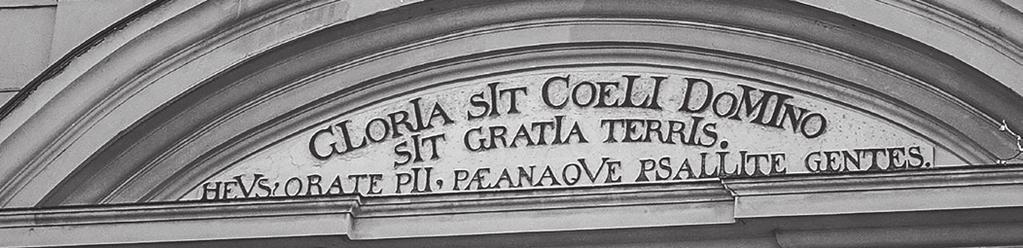 GLORIA SIT COELI DOMINO
SIT GRATIA TERRIS.
HEVS; ORATE PII, PÆANAQVE PSALLITE GENTES.